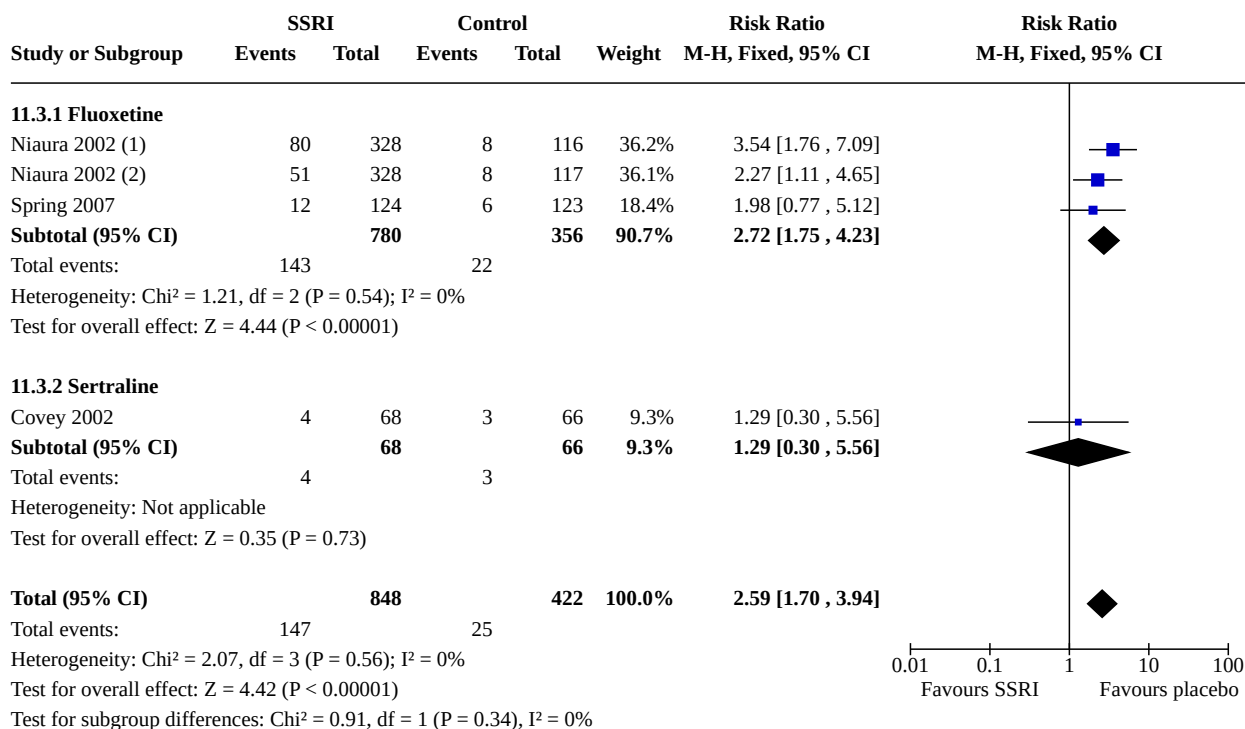 SSRI Control Risk Ratio Risk Ratio
Study or Subgroup Events Total Events Total Weight M-H, Fixed, 95% CI M-H, Fixed, 95% CI
11.3.1 Fluoxetine
Niaura 2002 (1) 80 328 8 116 36.2% 3.54 [1.76 , 7.09]
Niaura 2002 (2) 51 328 8 117 36.1% 2.27 [1.11 , 4.65]
Spring 2007 12 124 6 123 18.4% 1.98 [0.77 , 5.12]
Subtotal (95% CI) 780 356 90.7% 2.72 [1.75 , 4.23]
Total events: 143 22
Heterogeneity: Chi² = 1.21, df = 2 (P = 0.54); I² = 0%
Test for overall effect: Z = 4.44 (P < 0.00001)
11.3.2 Sertraline
Covey 2002 4 68 3 66 9.3% 1.29 [0.30 , 5.56]
Subtotal (95% CI) 68 66 9.3% 1.29 [0.30 , 5.56]
Total events: 4 3
Heterogeneity: Not applicable
Test for overall effect: Z = 0.35 (P = 0.73)
Total (95% CI) 848 422 100.0% 2.59 [1.70 , 3.94]
Total events: 147 25
Heterogeneity: Chi² = 2.07, df = 3 (P = 0.56); I² = 0%
0.01 0.1 1 10 100
Test for overall effect: Z = 4.42 (P < 0.00001)
Favours SSRI Favours placebo
Test for subgroup differences: Chi² = 0.91, df = 1 (P = 0.34), I² = 0%